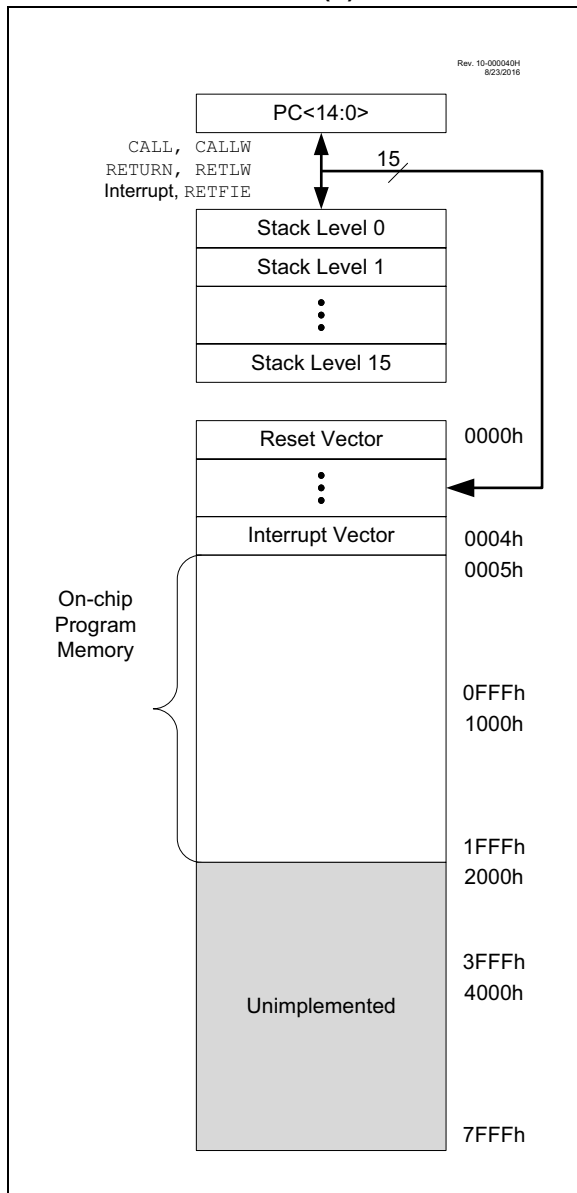 (1)
Rev. 10-000040H
8/23/2016
PC<14:0>
CALL, CALLW
RETURN, RETLW
Interrupt, RETFIE
15
Stack Level 0
Stack Level 1
Stack Level 15
Reset Vector
0000h
Interrupt Vector
0004h
0005h
On-chip
Program
Memory
0FFFh
1000h
1FFFh
2000h
3FFFh
4000h
Unimplemented
7FFFh